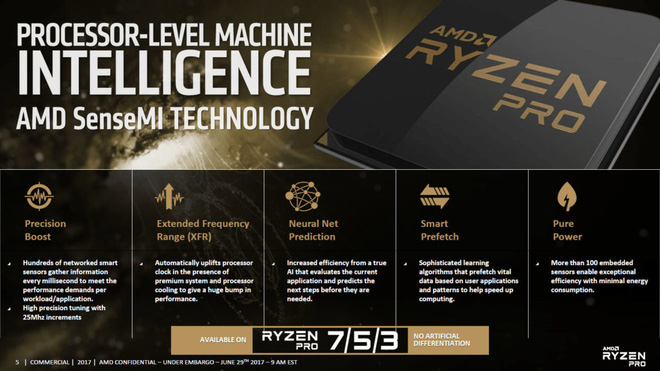 PROCESSOR-LEVEL MACHINE
INTELLIGENCE
AMD SenseMI TECHNOLOGY
AMD
RYZEN
PRO
Precision
Boost
Hundreds of networked smart
sensors gather information
every millisecond to meet the
performance demands per
workload/application.
High precision tuning with
25Mhz increments
Extended Frequency
Range (XFR)
Automatically uplifts processor
clock in the presence of
premium system and processor
cooling to give a huge bump in
performance.
Neural Net
Prediction
Increased efficiency from a true
AI that evaluates the current
application and predicts the
next steps before they are
needed.
Smart
Prefetch
Sophisticated learning
algorithms that prefetch vital
data based on user applications
and patterns to help speed up
computing.
Pure
Power
More than 100 embedded
sensors enable exceptional
efficiency with minimal energy
consumption.
AVAILABLE ON
RYZEN
PRO
7/5/3
NO ARTIFICIAL
DIFFERENTIATION
5 | COMMERCIAL | 2017 | AMD CONFIDENTIAL – UNDER EMBARGO – JUNE 29TH 2017 – 9 AM EST
AMD
RYZEN
PRO